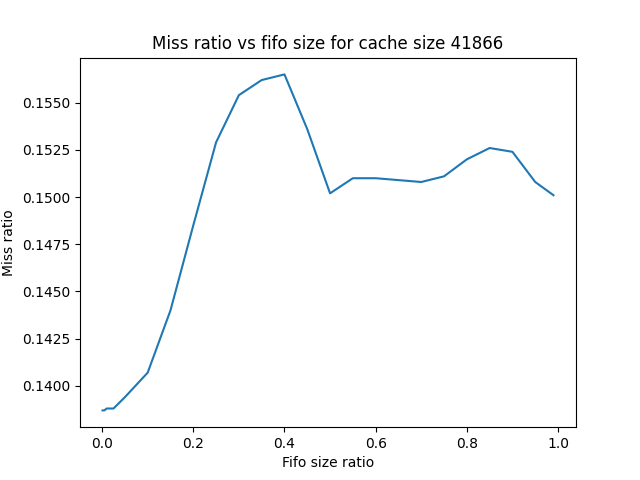 Miss ratio vs fifo size for cache size 41866
0.1550
0.1525
0.1500
0.1475
0.1450
0.1425
0.1400
Miss ratio
0.0 0.2 0.4 0.6 0.8 1.0
Fifo size ratio